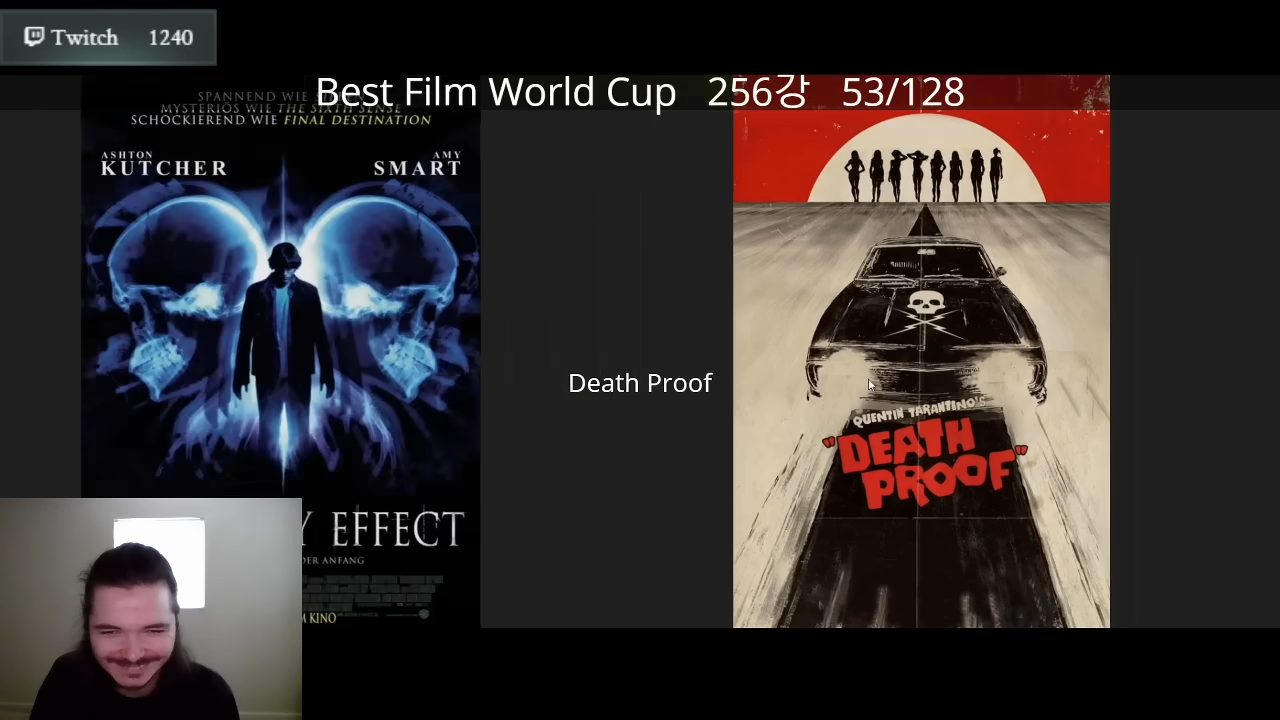 Twitch 1240
Best Film World Cup 256강 53/128
SPANNEND WIE
MYSTERIÖS WIE THE SIXTH SENSE
SCHOCKIEREND WIE FINAL DESTINATION
ASHTON
KUTCHER
AMY
SMART
Death Proof
QUENTIN TARANTINO'S
"DEATH
PROOF"
Y EFFECT
DER ANFANG
M KINO